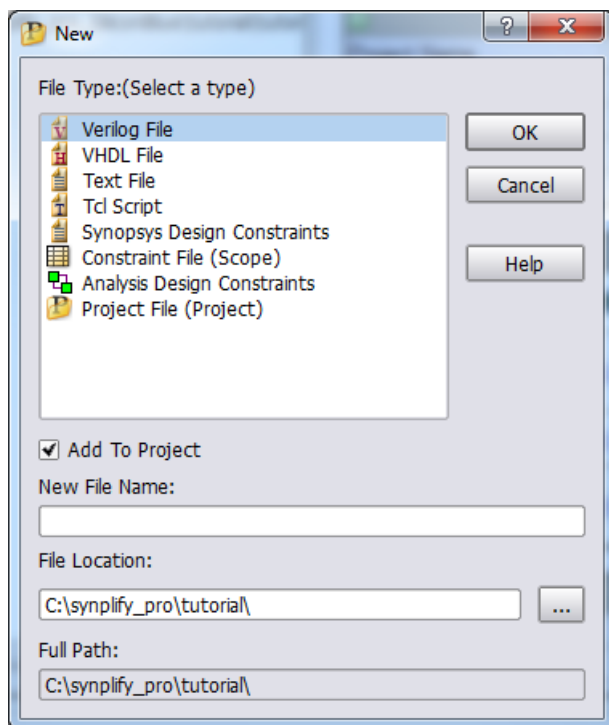 New
File Type:(Select a type)
Verilog File
VHDL File
Text File
Tcl Script
Synopsys Design Constraints
Constraint File (Scope)
Analysis Design Constraints
Project File (Project)
OK
Cancel
Help
Add To Project
New File Name:
File Location:
C:\synplify_pro\tutorial\
...
Full Path:
C:\synplify_pro\tutorial\